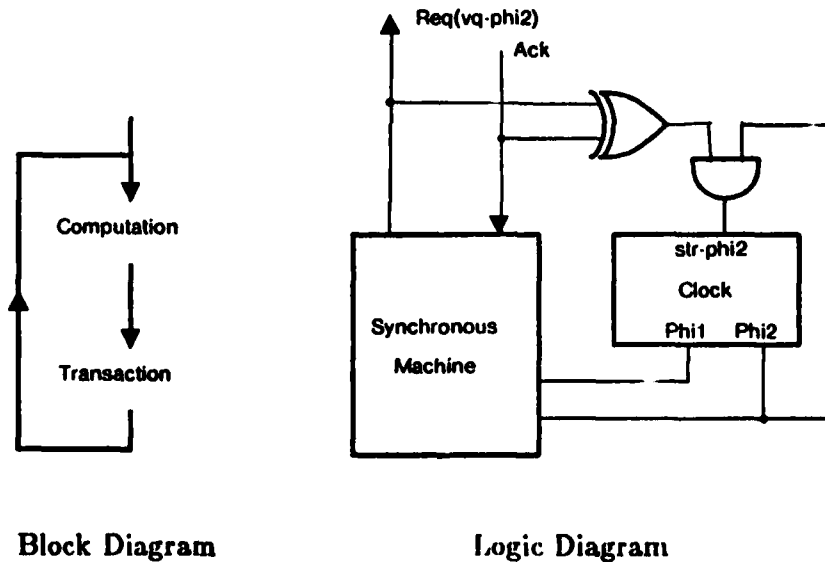 Req(vq-phi2)
Ack
Computation
Transaction
str-phi2
Clock
Phi1 Phi2
Synchronous
Machine
Block Diagram
Logic Diagram